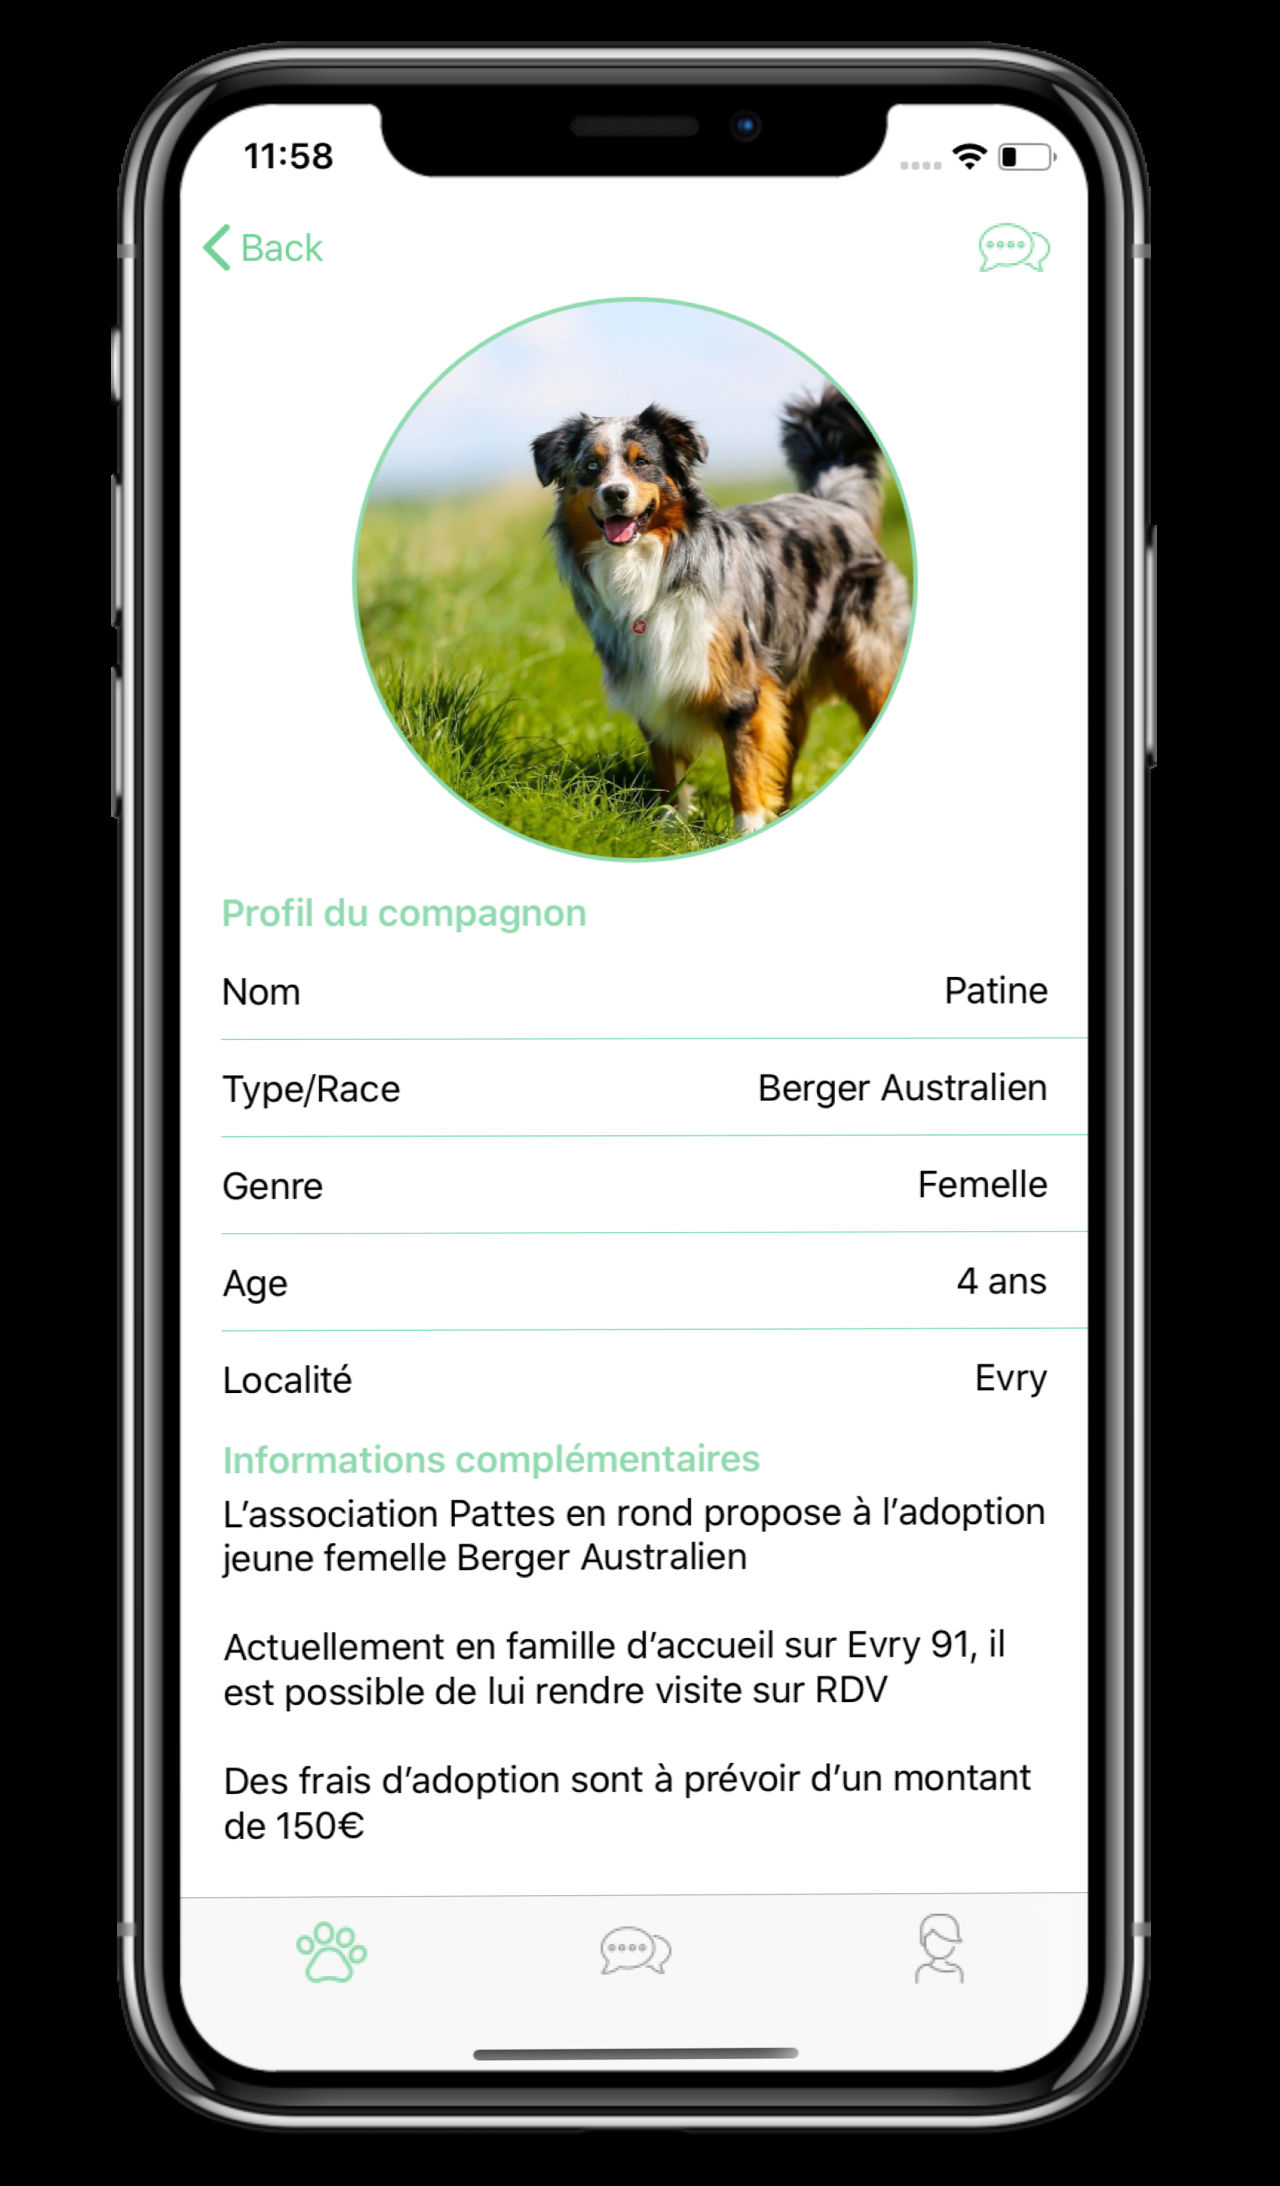 11:58
Back
Profil du compagnon
Nom Patine
Type/Race Berger Australien
Genre Femelle
Age 4 ans
Localité Evry
Informations complémentaires
L’association Pattes en rond propose à l’adoption
jeune femelle Berger Australien
Actuellement en famille d’accueil sur Evry 91, il
est possible de lui rendre visite sur RDV
Des frais d’adoption sont à prévoir d’un montant
de 150€